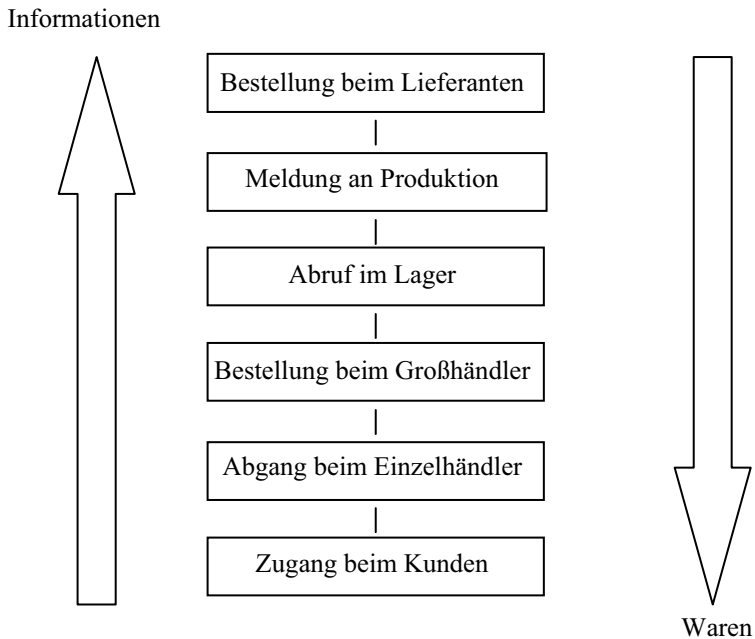 Informationen
Bestellung beim Lieferanten
Meldung an Produktion
Abruf im Lager
Bestellung beim Großhändler
Abgang beim Einzelhändler
Zugang beim Kunden
Waren